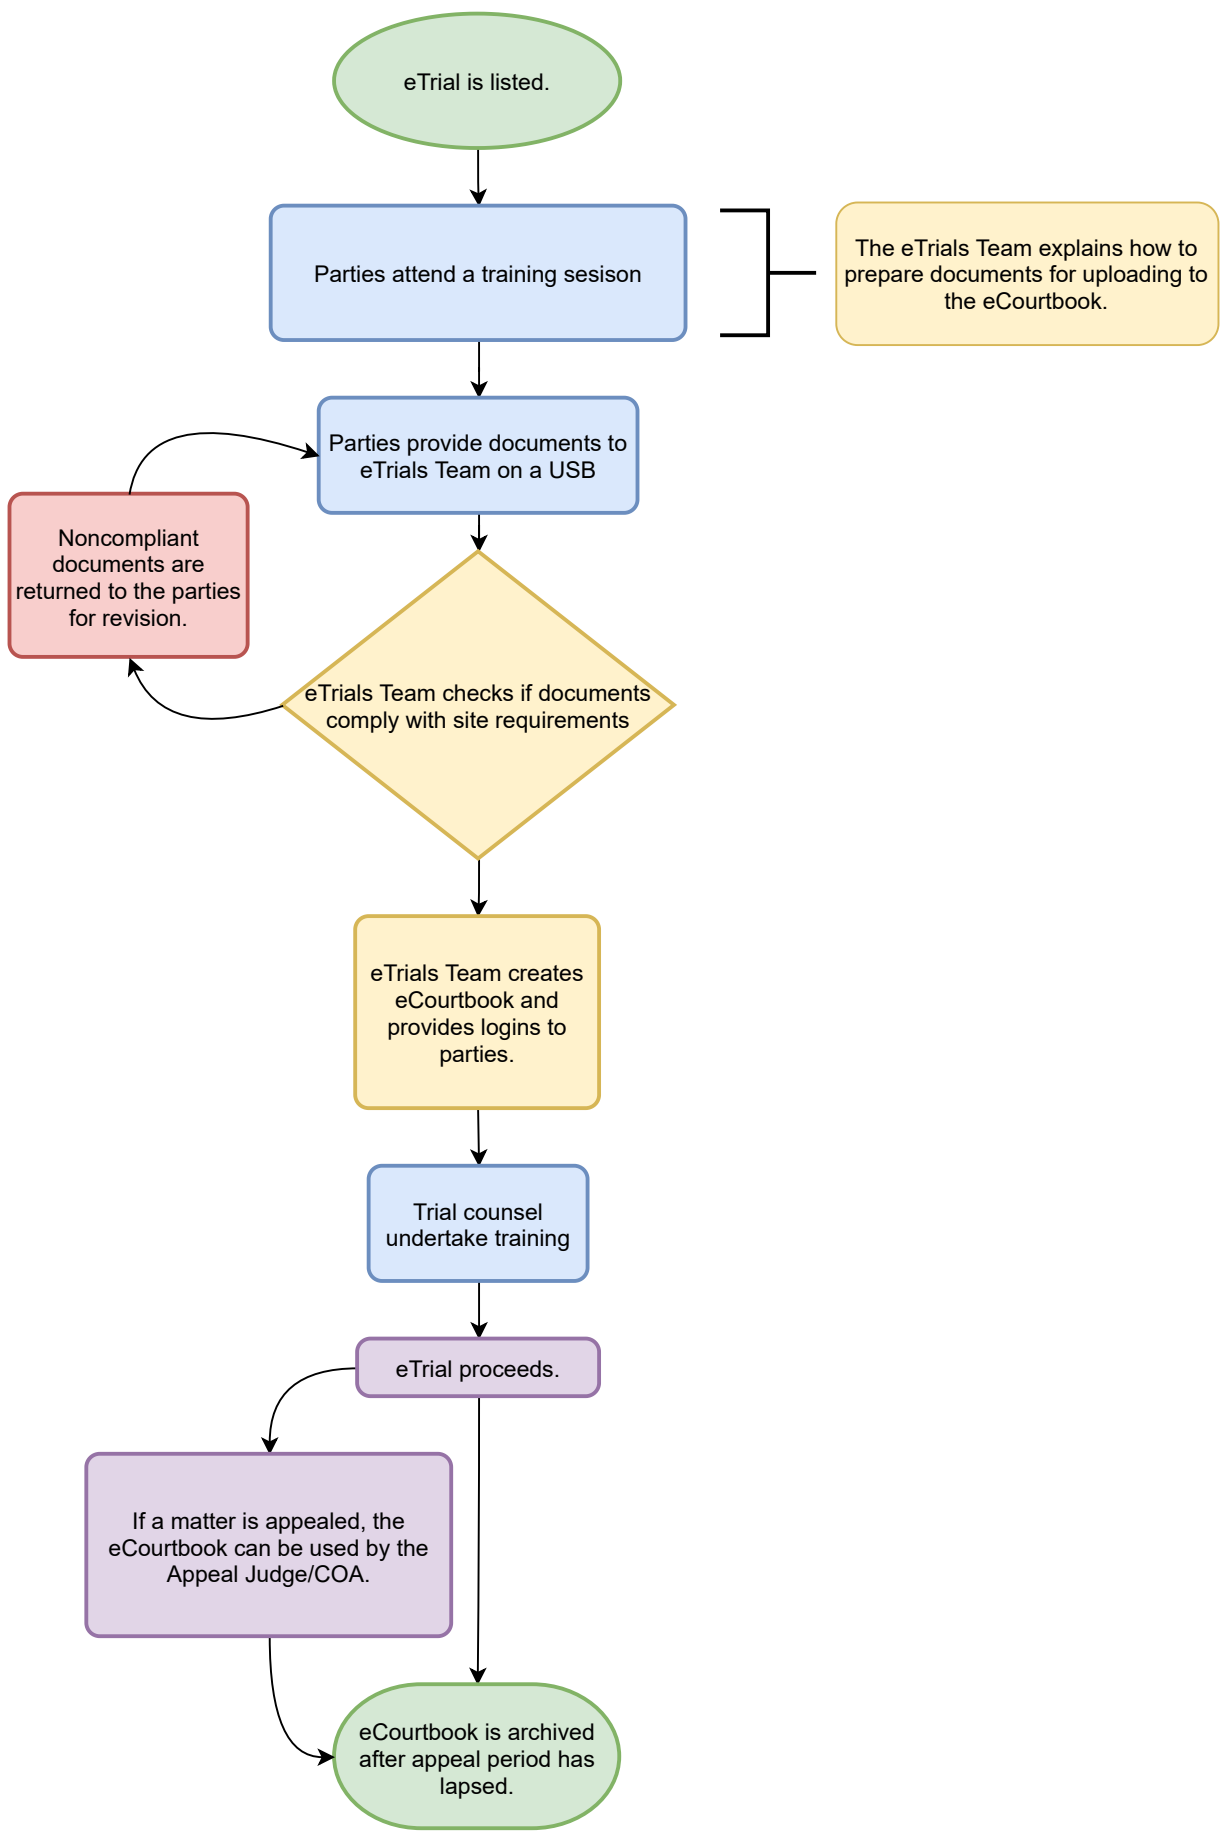 eTrial is listed.
Parties attend a training sesison
The eTrials Team explains how to
prepare documents for uploading to
the eCourtbook.
Parties provide documents to
eTrials Team on a USB
Noncompliant
documents are
returned to the parties
for revision.
eTrials Team checks if documents
comply with site requirements
eTrials Team creates
eCourtbook and
provides logins to
parties.
Trial counsel
undertake training
eTrial proceeds.
If a matter is appealed, the
eCourtbook can be used by the
Appeal Judge/COA.
eCourtbook is archived
after appeal period has
lapsed.